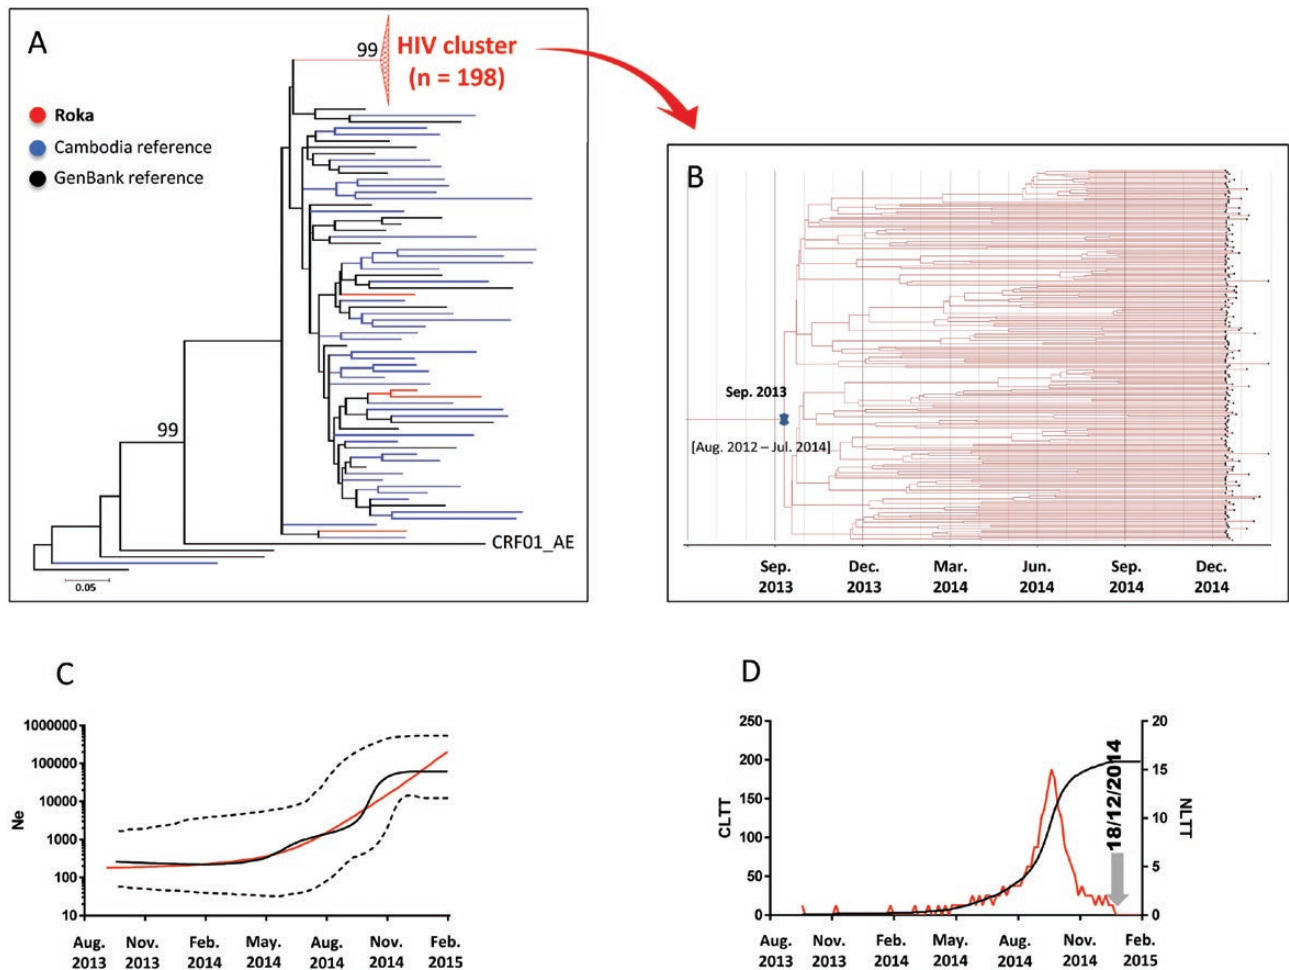 A
99
HIV cluster
(n = 198)
Roka
Cambodia reference
GenBank reference
99
CRF01_AE
0.05
B
Sep. 2013
[Aug. 2012 – Jul. 2014]
Sep. Dec. Mar. Jun. Sep. Dec.
2013 2013 2014 2014 2014 2014
C
1000000
100000
10000
1000
100
10
Ne
Aug. Nov. Feb. May. Aug. Nov. Feb.
2013 2013 2014 2014 2014 2014 2015
D
250
200
150
100
50
0
CLTT
20
15
10
5
0
NLTT
18/12/2014
Aug. Nov. Feb. May. Aug. Nov. Feb.
2013 2013 2014 2014 2014 2014 2015